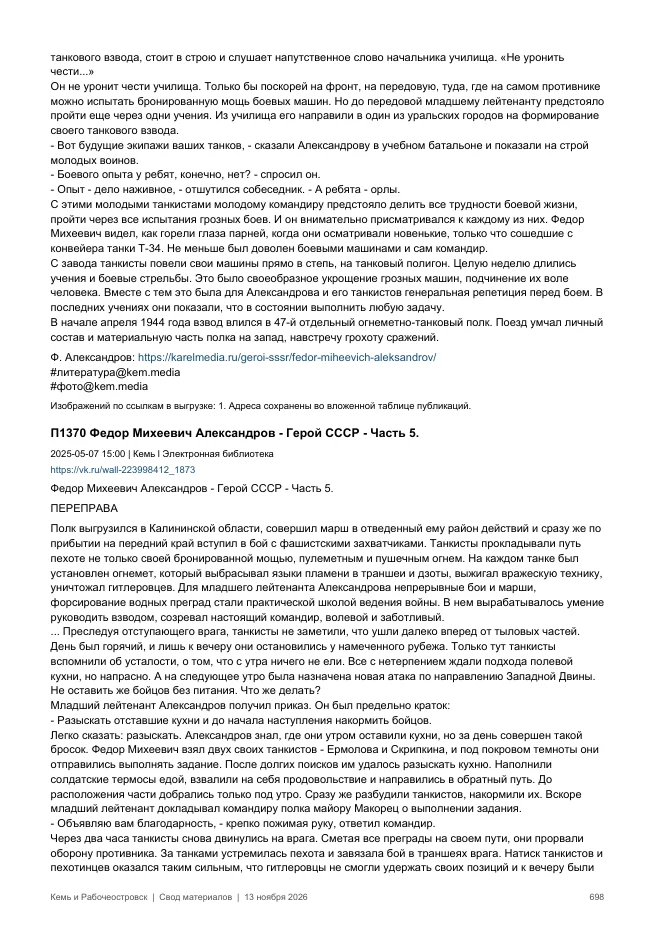 танкового взвода, стоит в строю и слушает напутственное слово начальника училища. «Не уронить
чести...»
Он не уронит чести училища. Только бы поскорей на фронт, на передовую, туда, где на самом противнике
можно испытать бронированную мощь боевых машин. Но до передовой младшему лейтенанту предстояло
пройти еще через одни учения. Из училища его направили в один из уральских городов на формирование
своего танкового взвода.
- Вот будущие экипажи ваших танков, - сказали Александрову в учебном батальоне и показали на строй
молодых воинов.
- Боевого опыта у ребят, конечно, нет? - спросил он.
- Опыт - дело наживное, - отшутился собеседник. - А ребята - орлы.
С этими молодыми танкистами молодому командиру предстояло делить все трудности боевой жизни,
пройти через все испытания грозных боев. И он внимательно присматривался к каждому из них. Федор
Михеевич видел, как горели глаза парней, когда они осматривали новенькие, только что сошедшие с
конвейера танки Т-34. Не меньше был доволен боевыми машинами и сам командир.
С завода танкисты повели свои машины прямо в степь, на танковый полигон. Целую неделю длились
учения и боевые стрельбы. Это было своеобразное укрощение грозных машин, подчинение их воле
человека. Вместе с тем это была для Александрова и его танкистов генеральная репетиция перед боем. В
последних учениях они показали, что в состоянии выполнить любую задачу.
В начале апреля 1944 года взвод влился в 47-й отдельный огнеметно-танковый полк. Поезд умчал личный
состав и материальную часть полка на запад, навстречу грохоту сражений.
Ф. Александров: https://karelmedia.ru/geroi-sssr/fedor-miheevich-aleksandrov/
#литература@kem.media
#фото@kem.media
Изображений по ссылкам в выгрузке: 1. Адреса сохранены во вложенной таблице публикаций.
П1370 Федор Михеевич Александров - Герой СССР - Часть 5.
2025-05-07 15:00 | Кемь I Электронная библиотека
https://vk.ru/wall-223998412_1873
Федор Михеевич Александров - Герой СССР - Часть 5.
ПЕРЕПРАВА
Полк выгрузился в Калининской области, совершил марш в отведенный ему район действий и сразу же по
прибытии на передний край вступил в бой с фашистскими захватчиками. Танкисты прокладывали путь
пехоте не только своей бронированной мощью, пулеметным и пушечным огнем. На каждом танке был
установлен огнемет, который выбрасывал языки пламени в траншеи и дзоты, выжигал вражескую технику,
уничтожал гитлеровцев. Для младшего лейтенанта Александрова непрерывные бои и марши,
форсирование водных преград стали практической школой ведения войны. В нем вырабатывалось умение
руководить взводом, созревал настоящий командир, волевой и заботливый.
... Преследуя отступающего врага, танкисты не заметили, что ушли далеко вперед от тыловых частей.
День был горячий, и лишь к вечеру они остановились у намеченного рубежа. Только тут танкисты
вспомнили об усталости, о том, что с утра ничего не ели. Все с нетерпением ждали подхода полевой
кухни, но напрасно. А на следующее утро была назначена новая атака по направлению Западной Двины.
Не оставить же бойцов без питания. Что же делать?
Младший лейтенант Александров получил приказ. Он был предельно краток:
- Разыскать отставшие кухни и до начала наступления накормить бойцов.
Легко сказать: разыскать. Александров знал, где они утром оставили кухни, но за день совершен такой
бросок. Федор Михеевич взял двух своих танкистов - Ермолова и Скрипкина, и под покровом темноты они
отправились выполнять задание. После долгих поисков им удалось разыскать кухню. Наполнили
солдатские термосы едой, взвалили на себя продовольствие и направились в обратный путь. До
расположения части добрались только под утро. Сразу же разбудили танкистов, накормили их. Вскоре
младший лейтенант докладывал командиру полка майору Макорец о выполнении задания.
- Объявляю вам благодарность, - крепко пожимая руку, ответил командир.
Через два часа танкисты снова двинулись на врага. Сметая все преграды на своем пути, они прорвали
оборону противника. За танками устремилась пехота и завязала бой в траншеях врага. Натиск танкистов и
пехотинцев оказался таким сильным, что гитлеровцы не смогли удержать своих позиций и к вечеру были
Кемь и Рабочеостровск | Свод материалов | 13 ноября 2026
698